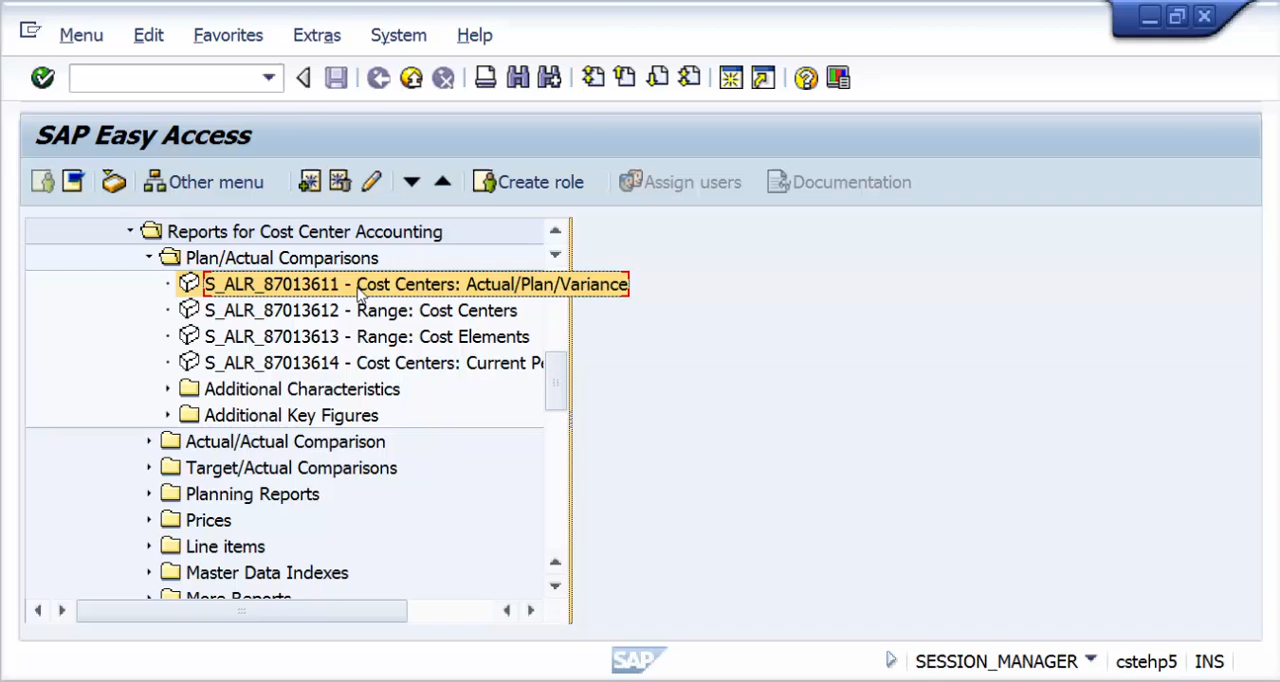 Menu Edit Favorites Extras System Help
SAP Easy Access
Other menu Create role Assign users Documentation
Reports for Cost Center Accounting
Plan/Actual Comparisons
S_ALR_87013611 - Cost Centers: Actual/Plan/Variance
S_ALR_87013612 - Range: Cost Centers
S_ALR_87013613 - Range: Cost Elements
S_ALR_87013614 - Cost Centers: Current Pe
Additional Characteristics
Additional Key Figures
Actual/Actual Comparison
Target/Actual Comparisons
Planning Reports
Prices
Line items
Master Data Indexes
More Reports
SAP SESSION_MANAGER cstehp5 INS